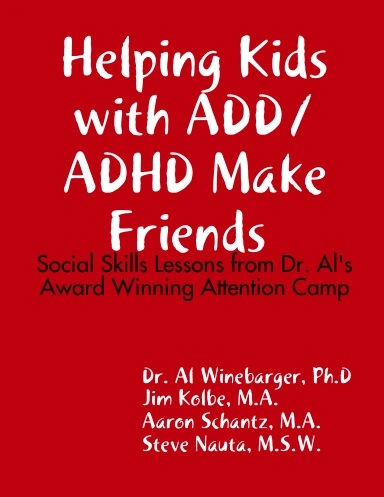 Helping Kids
with ADD/
ADHD Make
Friends
Social Skills Lessons from Dr. Al's
Award Winning Attention Camp
Dr. Al Winebarger, Ph.D
Jim Kolbe, M.A.
Aaron Schantz, M.A.
Steve Nauta, M.S.W.